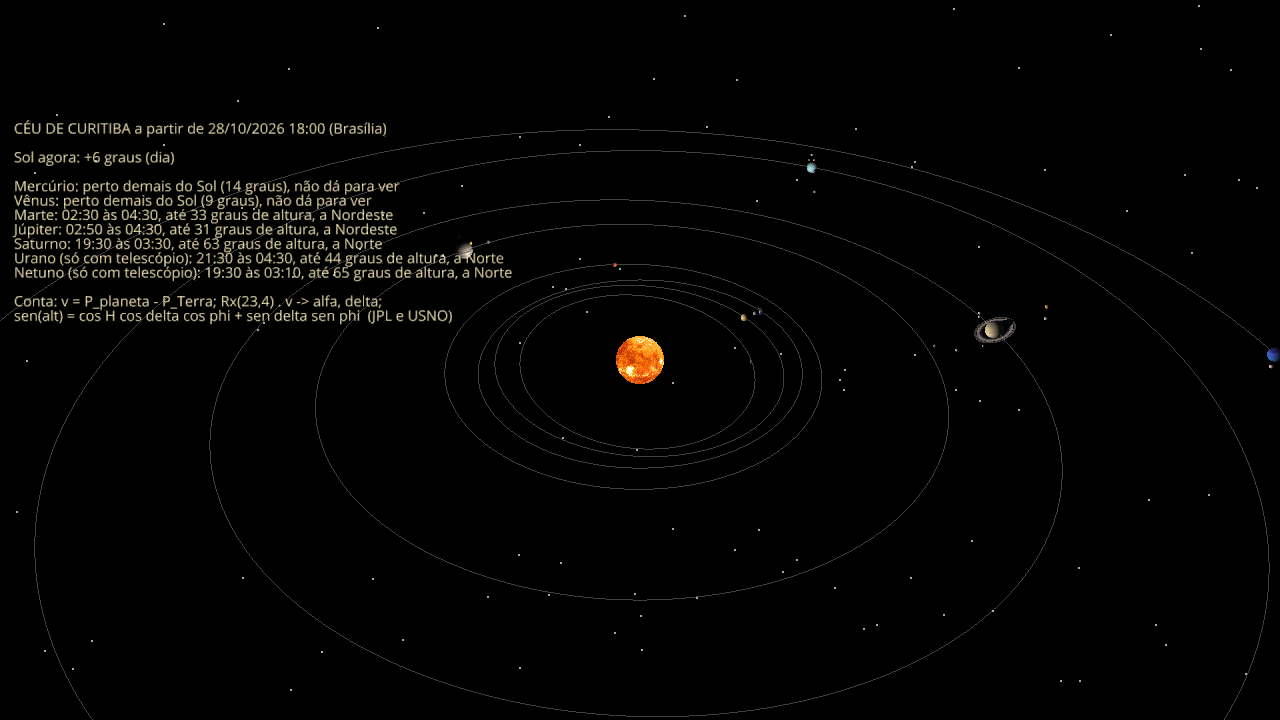 CÉU DE CURITIBA a partir de 28/10/2026 18:00 (Brasília)
Sol agora: +6 graus (dia)
Mercúrio: perto demais do Sol (14 graus), não dá para ver
Vênus: perto demais do Sol (9 graus), não dá para ver
Marte: 02:30 às 04:30, até 33 graus de altura, a Nordeste
Júpiter: 02:50 às 04:30, até 31 graus de altura, a Nordeste
Saturno: 19:30 às 03:30, até 63 graus de altura, a Norte
Urano (só com telescópio): 21:30 às 04:30, até 44 graus de altura, a Norte
Netuno (só com telescópio): 19:30 às 03:10, até 65 graus de altura, a Norte
Conta: v = P_planeta - P_Terra; Rx(23,4) . v -> alfa, delta;
sen(alt) = cos H cos delta cos phi + sen delta sen phi (JPL e USNO)